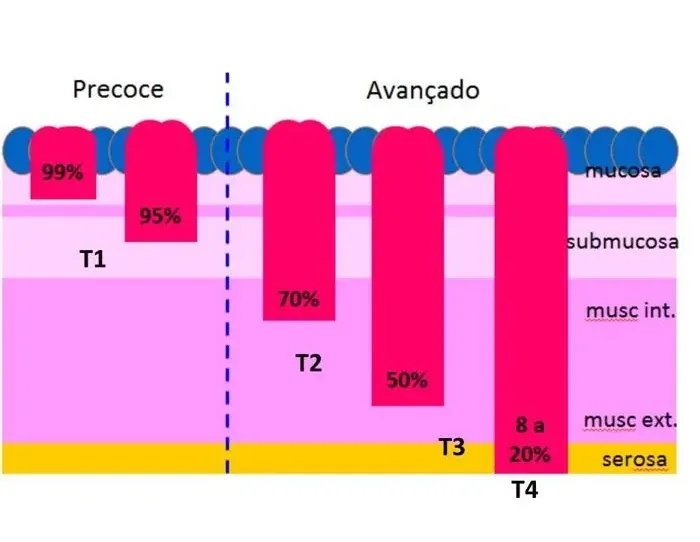 Precoce
Avançado
99%
mucosa
95%
submucosa
T1
70%
musc int.
T2
50%
8 a
20%
musc ext.
T3
serosa
T4